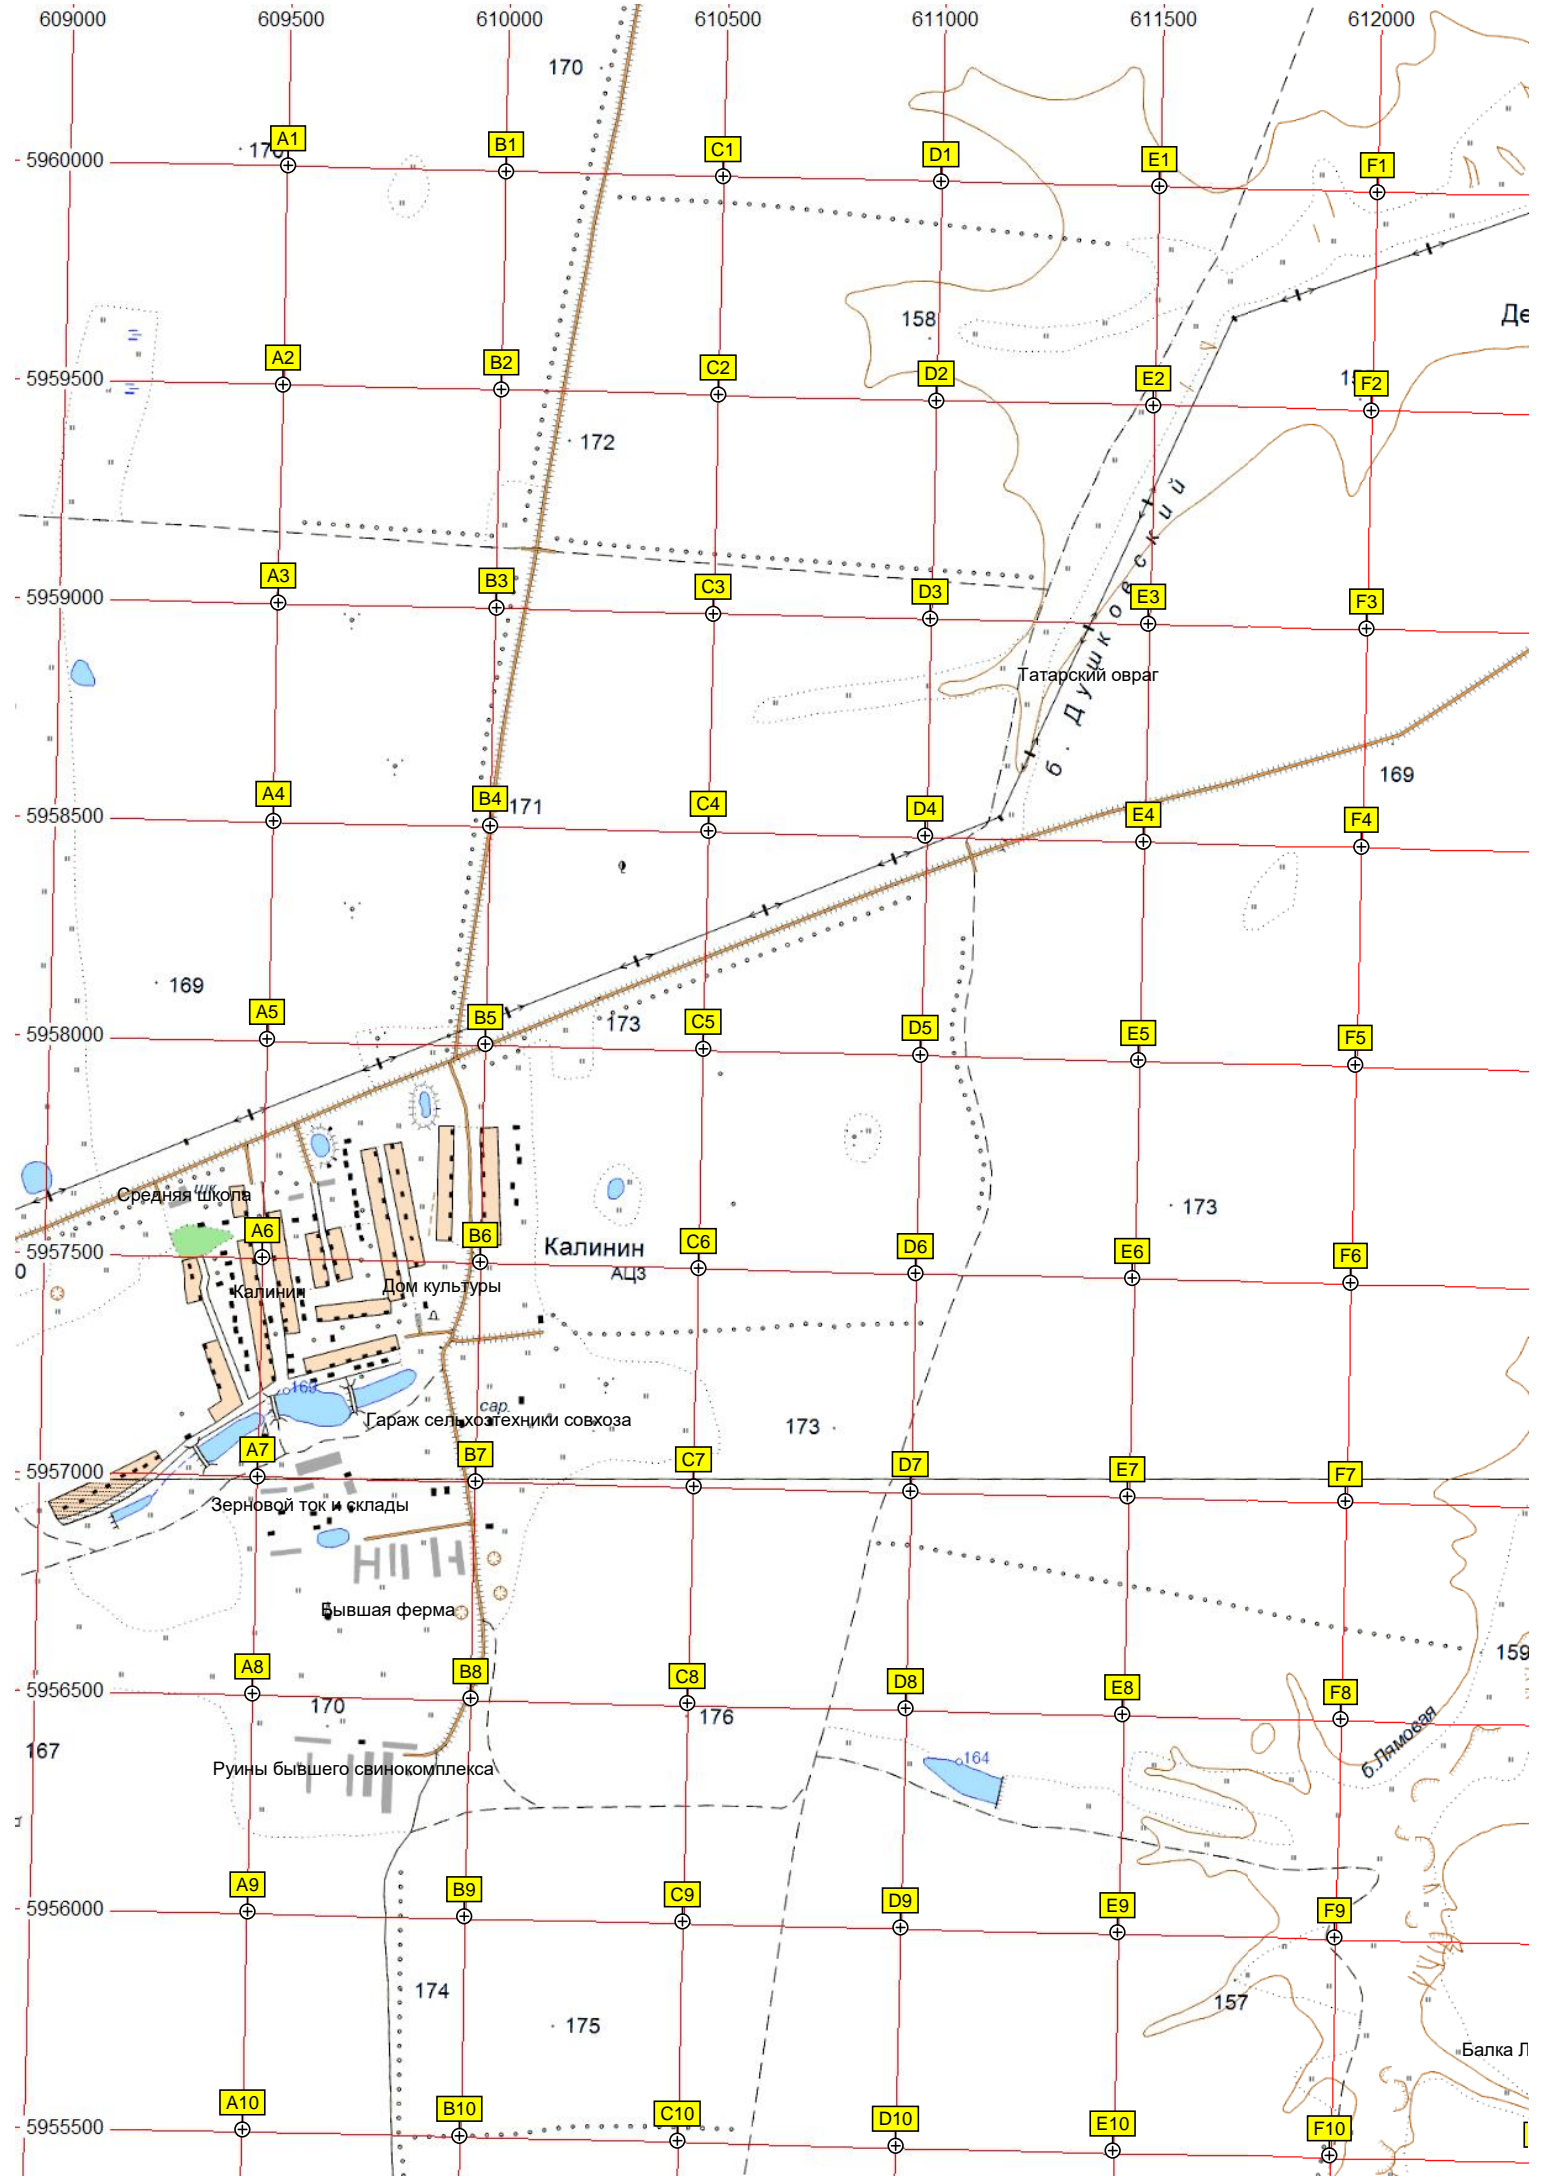 609000 609500 610000 610500 611000 611500 612000
170
A1 B1 C1 D1 E1 F1
5960000
158
Де
A2 B2 C2 D2 E2 F2
5959500
172
A3 B3 C3 D3 E3 F3
5959000
б. Душковский
Татарский овраг
169
A4 B4 C4 D4 E4 F4
171
5958500
169
173
A5 B5 C5 D5 E5 F5
5958000
шк.
Средняя школа
173
A6 B6 C6 D6 E6 F6
Калинин
5957500
0
АЦЗ
Калинин
Дом культуры
169
сар.
Гараж сельхозтехники совхоза
173
A7 B7 C7 D7 E7 F7
5957000
Зерновой ток и склады
Бывшая ферма
159
A8 B8 C8 D8 E8 F8
5956500
170
176
б.Лямовая
167
164
Руины бывшего свинокомплекса
A9 B9 C9 D9 E9 F9
5956000
174
157
175
Балка Л
A10 B10 C10 D10 E10 F10
5955500